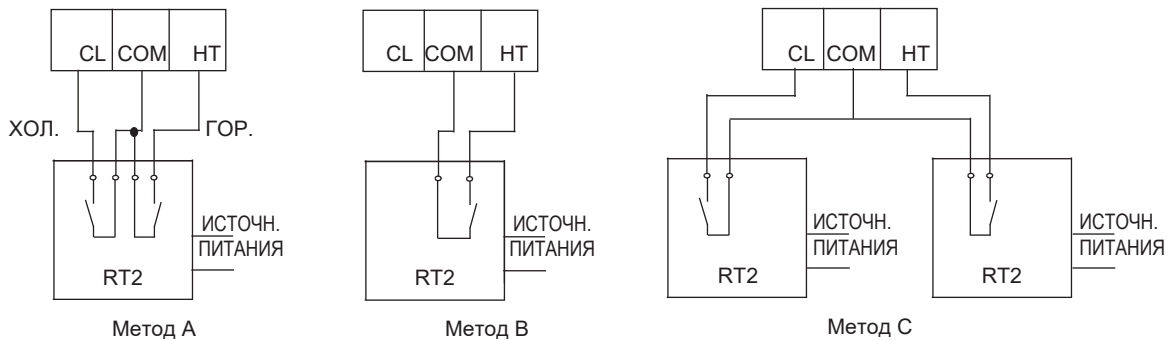 CL COM HT
ХОЛ.
ГОР.
ИСТОЧН.
ПИТАНИЯ
RT2
Метод A
CL COM HT
ИСТОЧН.
ПИТАНИЯ
RT2
Метод B
CL COM HT
ИСТОЧН.
ПИТАНИЯ
RT2
ИСТОЧН.
ПИТАНИЯ
RT2
Метод C